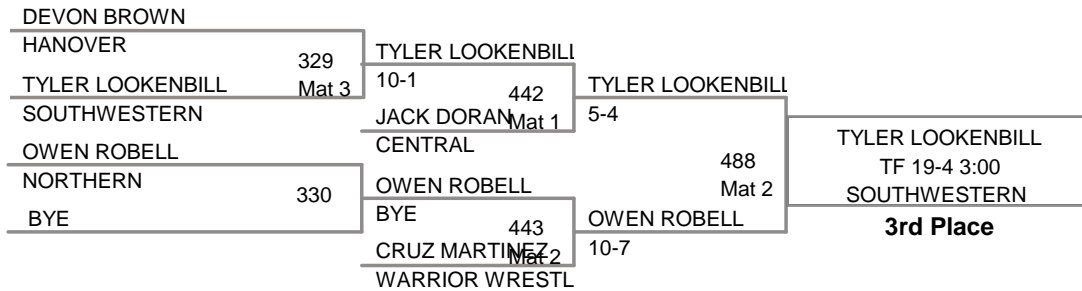 DEVON BROWN
HANOVER
329
Mat 3
TYLER LOOKENBILL
SOUTHWESTERN
OWEN ROBELL
NORTHERN
330
BYE
TYLER LOOKENBILL
10-1
442
Mat 1
JACK DORAN
CENTRAL
OWEN ROBELL
BYE
443
Mat 2
CRUZ MARTINEZ
WARRIOR WRESTL
TYLER LOOKENBILL
5-4
488
Mat 2
OWEN ROBELL
10-7
TYLER LOOKENBILL
TF 19-4 3:00
SOUTHWESTERN
3rd Place